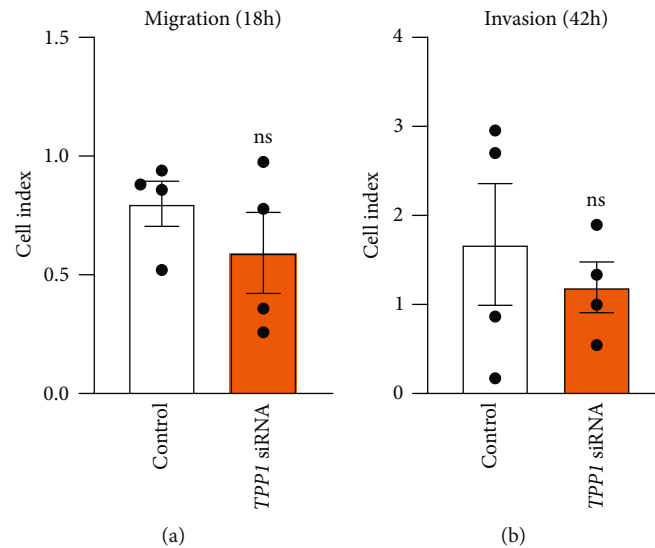 Migration (18h)
Cell index
1.5
1.0
0.5
0.0
ns
Control
TPP1 siRNA
(a)
Invasion (42h)
Cell index
4
3
2
1
0
ns
Control
TPP1 siRNA
(b)